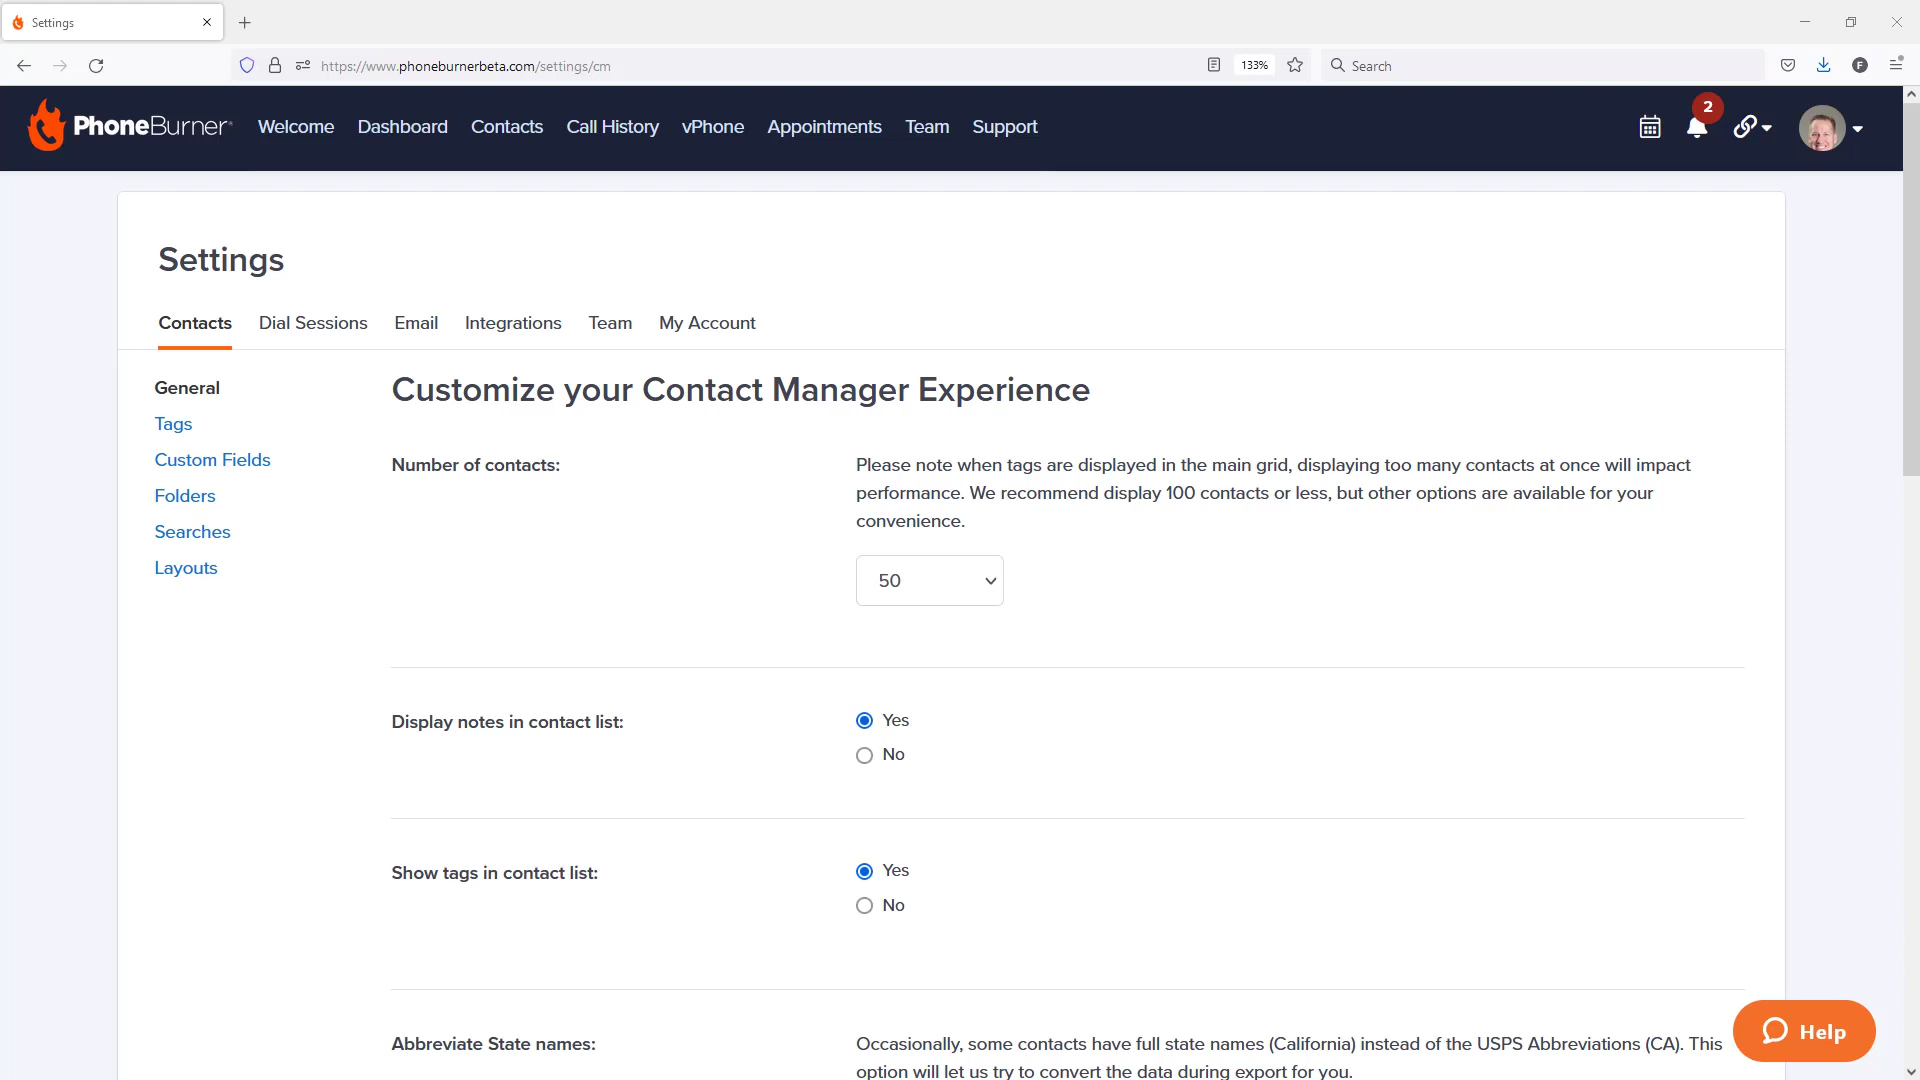 Settings
https://www.phoneburnerbeta.com/settings/cm
133%
Search
F
PhoneBurner
Welcome
Dashboard
Contacts
Call History
vPhone
Appointments
Team
Support
2
Settings
Contacts
Dial Sessions
Email
Integrations
Team
My Account
General
Tags
Custom Fields
Folders
Searches
Layouts
Customize your Contact Manager Experience
Number of contacts:
Please note when tags are displayed in the main grid, displaying too many contacts at once will impact
performance. We recommend display 100 contacts or less, but other options are available for your
convenience.
50
Display notes in contact list:
Yes
No
Show tags in contact list:
Yes
No
Abbreviate State names:
Occasionally, some contacts have full state names (California) instead of the USPS Abbreviations (CA). This
option will let us try to convert the data during export for you.
Help